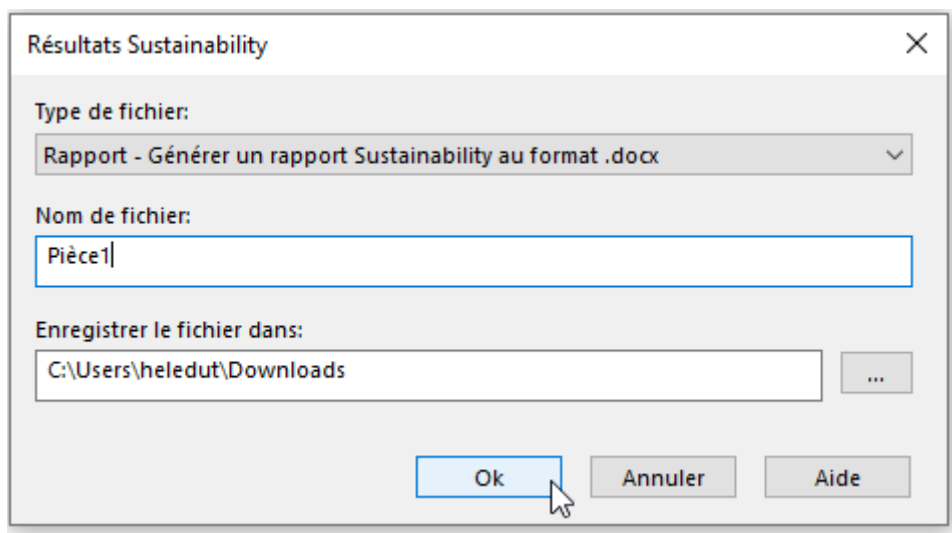 Résultats Sustainability
Type de fichier:
Rapport - Générer un rapport Sustainability au format .docx
Nom de fichier:
Pièce1
Enregistrer le fichier dans:
C:\Users\heledut\Downloads
...
Ok
Annuler
Aide